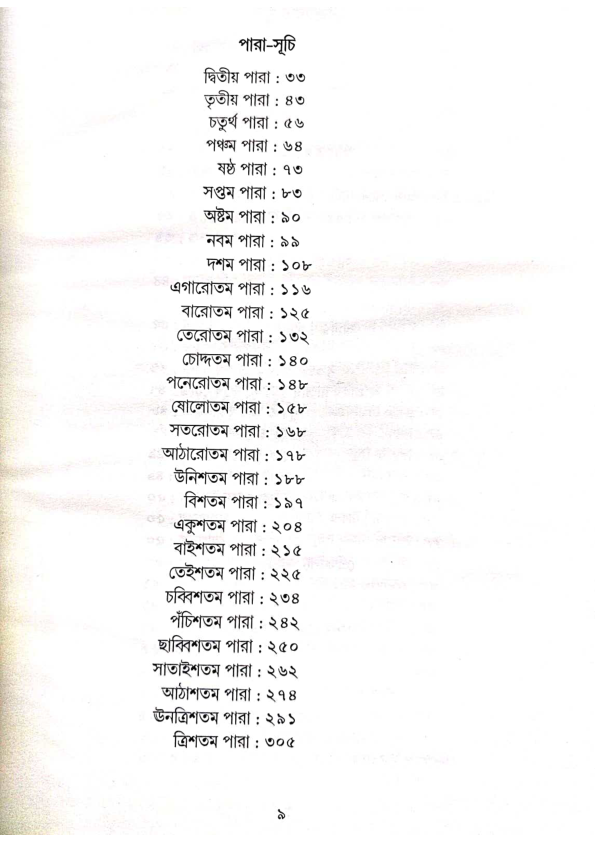 পারা-সূচি
দ্বিতীয় পারা : ৩৩
তৃতীয় পারা : ৪৩
চতুর্থ পারা : ৫৬
পঞ্চম পারা : ৬৪
ষষ্ঠ পারা : ৭৩
সপ্তম পারা : ৮৩
অষ্টম পারা : ৯০
নবম পারা : ৯৯
দশম পারা : ১০৮
এগারোতম পারা : ১১৬
বারোতম পারা : ১২৫
তেরোতম পারা : ১৩২
চোদ্দতম পারা : ১৪০
পনেরোতম পারা : ১৪৮
ষোলোতম পারা : ১৫৮
সতরোতম পারা : ১৬৮
আঠারোতম পারা : ১৭৮
উনিশতম পারা : ১৮৮
বিশতম পারা : ১৯৭
একুশতম পারা : ২০৪
বাইশতম পারা : ২১৫
তেইশতম পারা : ২২৫
চব্বিশতম পারা : ২৩৪
পঁচিশতম পারা : ২৪২
ছাব্বিশতম পারা : ২৫০
সাতাইশতম পারা : ২৬২
আঠাশতম পারা : ২৭৪
ঊনত্রিশতম পারা : ২৯১
ত্রিশতম পারা : ৩০৫
৯